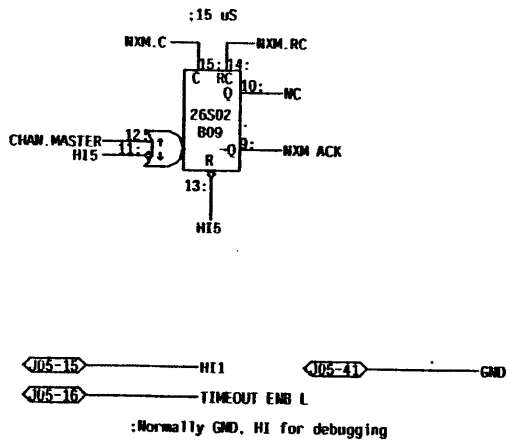 :15 uS
NXM.C
NXM.RC
15: 14:
C RC
Q 10: NC
26S02
B09
CHAN.MASTER 12: ↑
HI5 11: ↓
¬Q 9: NXM ACK
R
13:
HI5
J05-15 HI1
J05-41 GND
J05-16 TIMEOUT ENB L
:Normally GND, HI for debugging